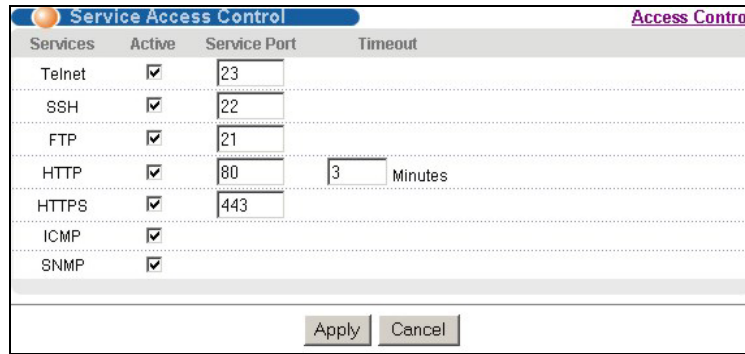 Service Access Control Access Contro
Services Active Service Port Timeout
Telnet 23
SSH 22
FTP 21
HTTP 80 3 Minutes
HTTPS 443
ICMP
SNMP
Apply Cancel